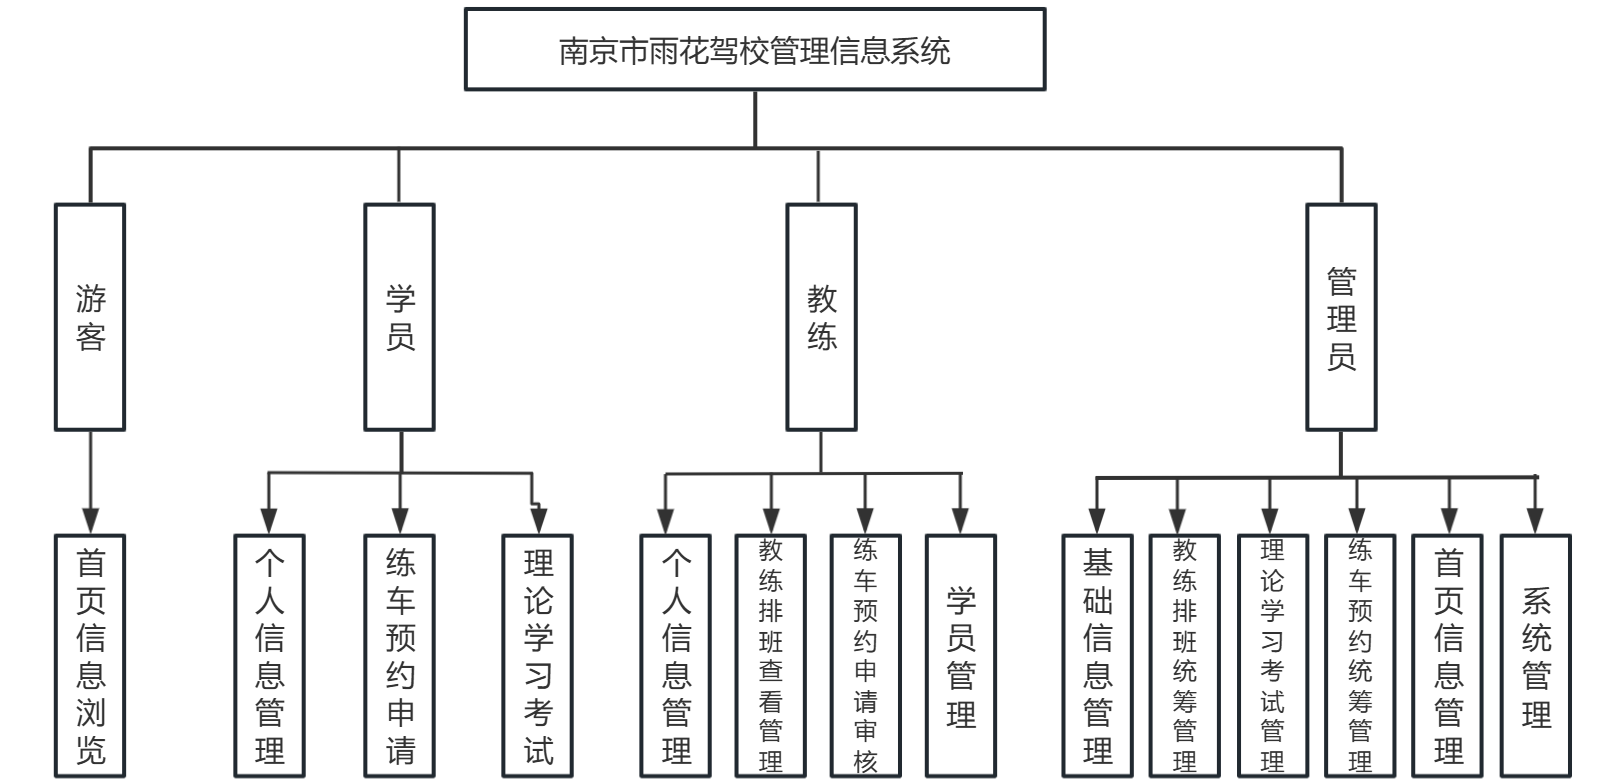 南京市雨花驾校管理信息系统
游客
学员
教练
管理员
首页信息浏览
个人信息管理
练车预约申请
理论学习考试
个人信息管理
教练排班查看管理
练车预约申请审核
学员管理
基础信息管理
教练排班统筹管理
理论学习考试管理
练车预约统筹管理
首页信息管理
系统管理